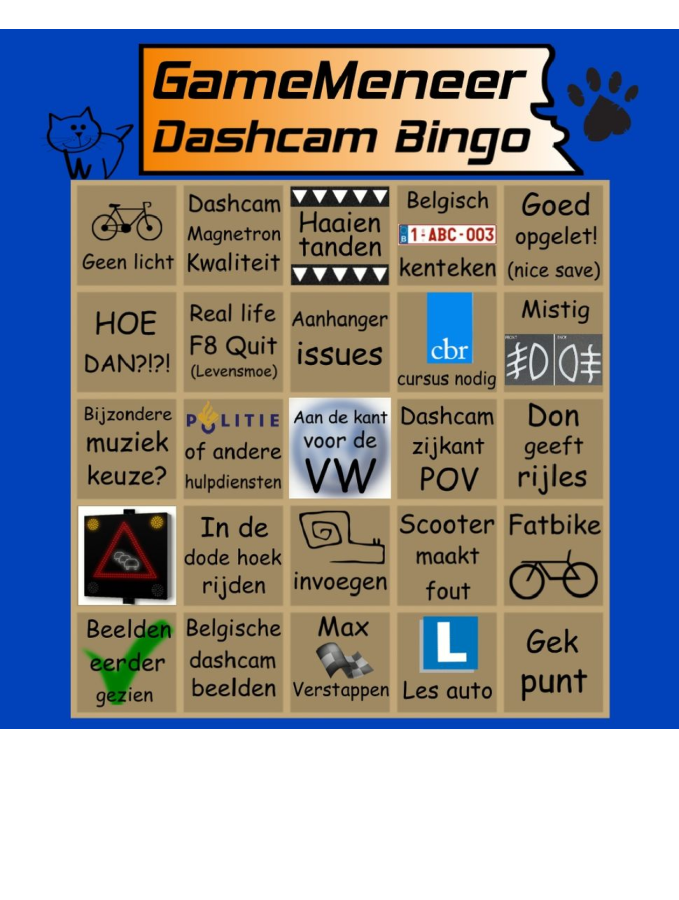 GameMeneer
Dashcam Bingo
Geen licht
Dashcam
Magnetron
Kwaliteit
Haaien
tanden
Belgisch
B 1-ABC-003
kenteken
Goed
opgelet!
(nice save)
HOE
DAN?!?!
Real life
F8 Quit
(Levensmoe)
Aanhanger
issues
cbr
cursus nodig
Mistig
Bijzondere
muziek
keuze?
POLITIE
of andere
hulpdiensten
Aan de kant
voor de
VW
Dashcam
zijkant
POV
Don
geeft
rijles
In de
dode hoek
rijden
invoegen
Scooter
maakt
fout
Fatbike
Beelden
eerder
gezien
Belgische
dashcam
beelden
Max
Verstappen
L
Les auto
Gek
punt